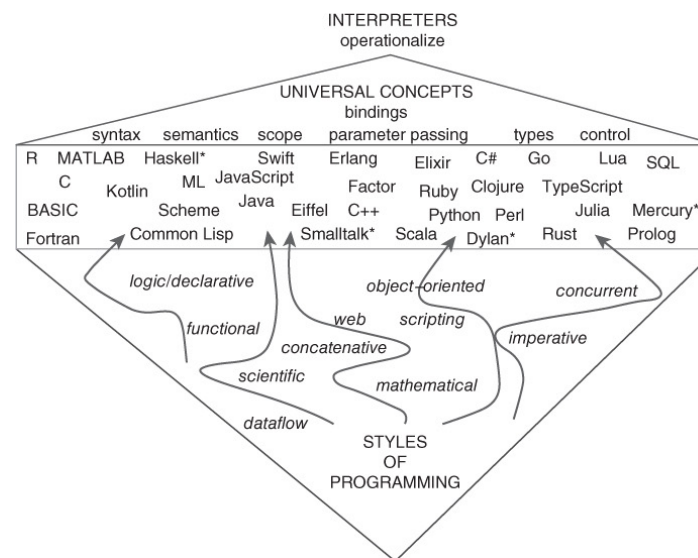 INTERPRETERS
operationalize
UNIVERSAL CONCEPTS
bindings
syntax semantics scope parameter passing types control
R MATLAB Haskell* Swift Erlang Elixir C# Go Lua SQL
C Kotlin ML JavaScript Factor Ruby Clojure TypeScript
BASIC Scheme Java Eiffel C++ Python Perl Julia Mercury*
Fortran Common Lisp Smalltalk* Scala Dylan* Rust Prolog
logic/declarative object-oriented concurrent
functional web scripting imperative
concatenative
scientific mathematical
dataflow
STYLES
OF
PROGRAMMING